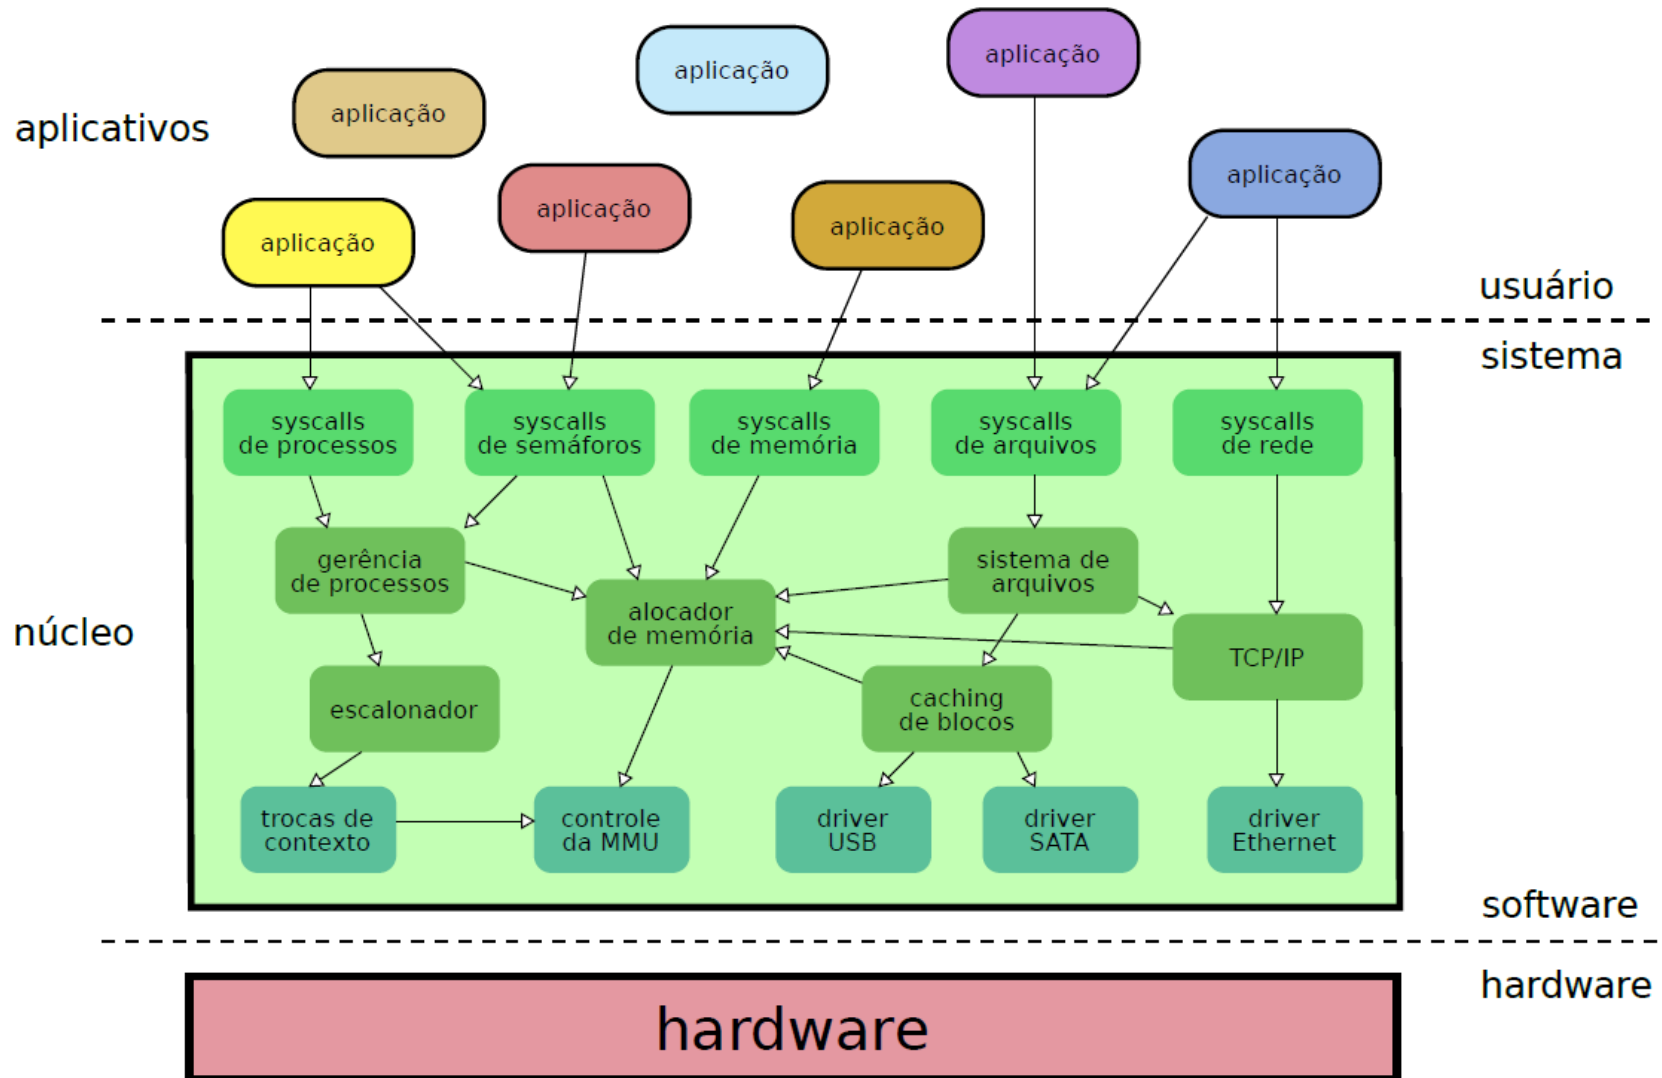 aplicação
aplicação
aplicação
aplicativos
aplicação
aplicação
aplicação
aplicação
usuário
sistema
syscalls
de processos
syscalls
de semáforos
syscalls
de memória
syscalls
de arquivos
syscalls
de rede
gerência
de processos
sistema de
arquivos
alocador
de memória
núcleo
TCP/IP
escalonador
caching
de blocos
trocas de
contexto
controle
da MMU
driver
USB
driver
SATA
driver
Ethernet
software
hardware
hardware